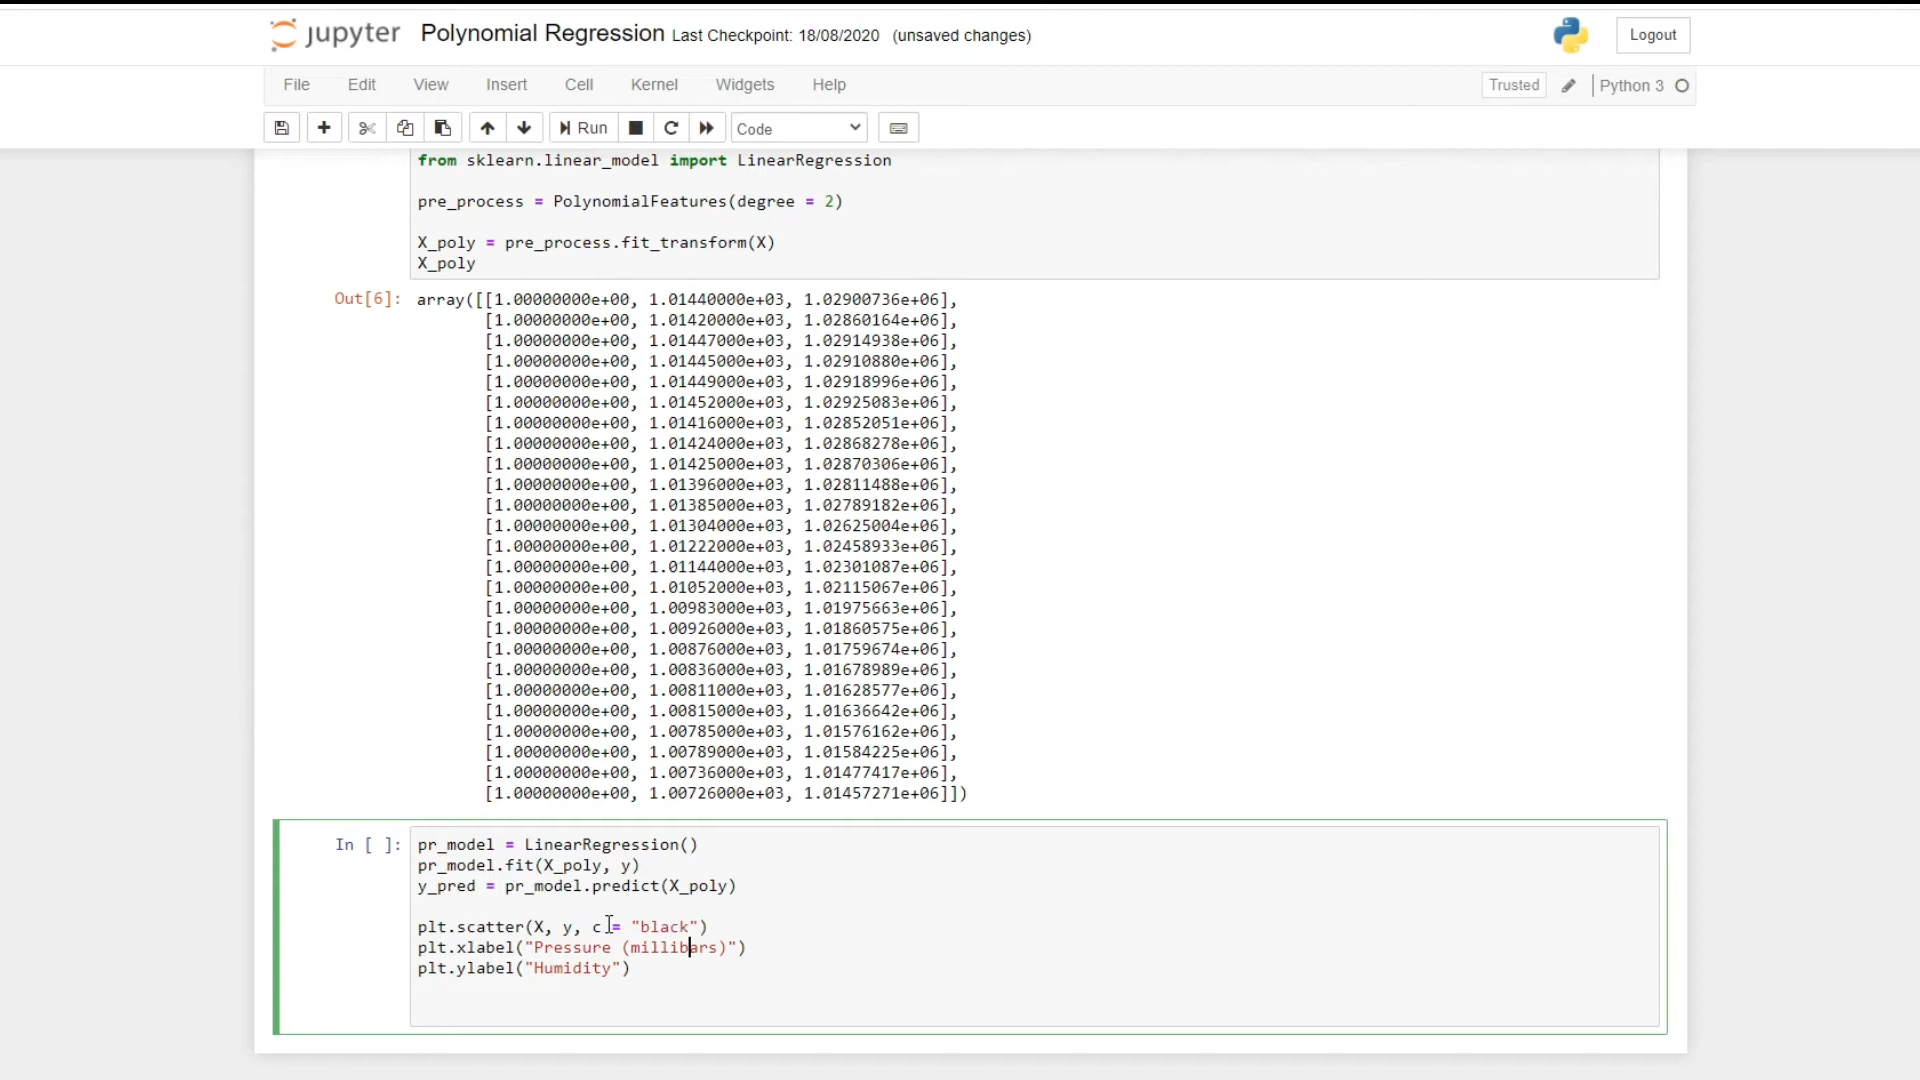 jupyter Polynomial Regression Last Checkpoint: 18/08/2020 (unsaved changes) Logout
File Edit View Insert Cell Kernel Widgets Help Trusted Python 3
Run Code
from sklearn.linear_model import LinearRegression
pre_process = PolynomialFeatures(degree = 2)
X_poly = pre_process.fit_transform(X)
X_poly
Out[6]: array([[1.00000000e+00, 1.01440000e+03, 1.02900736e+06],
[1.00000000e+00, 1.01420000e+03, 1.02860164e+06],
[1.00000000e+00, 1.01447000e+03, 1.02914938e+06],
[1.00000000e+00, 1.01445000e+03, 1.02910880e+06],
[1.00000000e+00, 1.01449000e+03, 1.02918996e+06],
[1.00000000e+00, 1.01452000e+03, 1.02925083e+06],
[1.00000000e+00, 1.01416000e+03, 1.02852051e+06],
[1.00000000e+00, 1.01424000e+03, 1.02868278e+06],
[1.00000000e+00, 1.01425000e+03, 1.02870306e+06],
[1.00000000e+00, 1.01396000e+03, 1.02811488e+06],
[1.00000000e+00, 1.01385000e+03, 1.02789182e+06],
[1.00000000e+00, 1.01304000e+03, 1.02625004e+06],
[1.00000000e+00, 1.01222000e+03, 1.02458933e+06],
[1.00000000e+00, 1.01144000e+03, 1.02301087e+06],
[1.00000000e+00, 1.01052000e+03, 1.02115067e+06],
[1.00000000e+00, 1.00983000e+03, 1.01975663e+06],
[1.00000000e+00, 1.00926000e+03, 1.01860575e+06],
[1.00000000e+00, 1.00876000e+03, 1.01759674e+06],
[1.00000000e+00, 1.00836000e+03, 1.01678989e+06],
[1.00000000e+00, 1.00811000e+03, 1.01628577e+06],
[1.00000000e+00, 1.00815000e+03, 1.01636642e+06],
[1.00000000e+00, 1.00785000e+03, 1.01576162e+06],
[1.00000000e+00, 1.00789000e+03, 1.01584225e+06],
[1.00000000e+00, 1.00736000e+03, 1.01477417e+06],
[1.00000000e+00, 1.00726000e+03, 1.01457271e+06]])
In [ ]: pr_model = LinearRegression()
pr_model.fit(X_poly, y)
y_pred = pr_model.predict(X_poly)
plt.scatter(X, y, c = "black")
plt.xlabel("Pressure (millibars)")
plt.ylabel("Humidity")